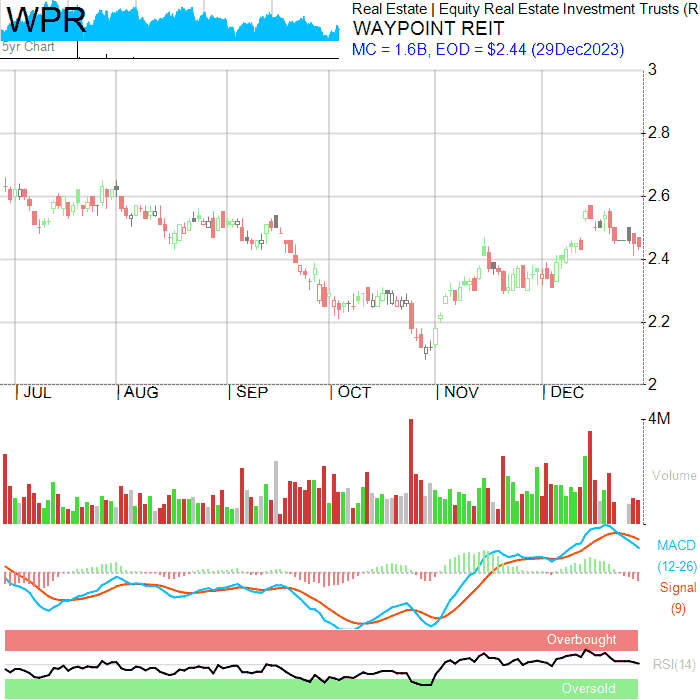 WPR
5yr Chart
Real Estate | Equity Real Estate Investment Trusts (R
WAYPOINT REIT
MC = 1.6B, EOD = $2.44 (29Dec2023)
3
2.8
2.6
2.4
2.2
2
JUL AUG SEP OCT NOV DEC
4M
Volume
MACD
(12-26)
Signal
(9)
Overbought
RSI(14)
Oversold